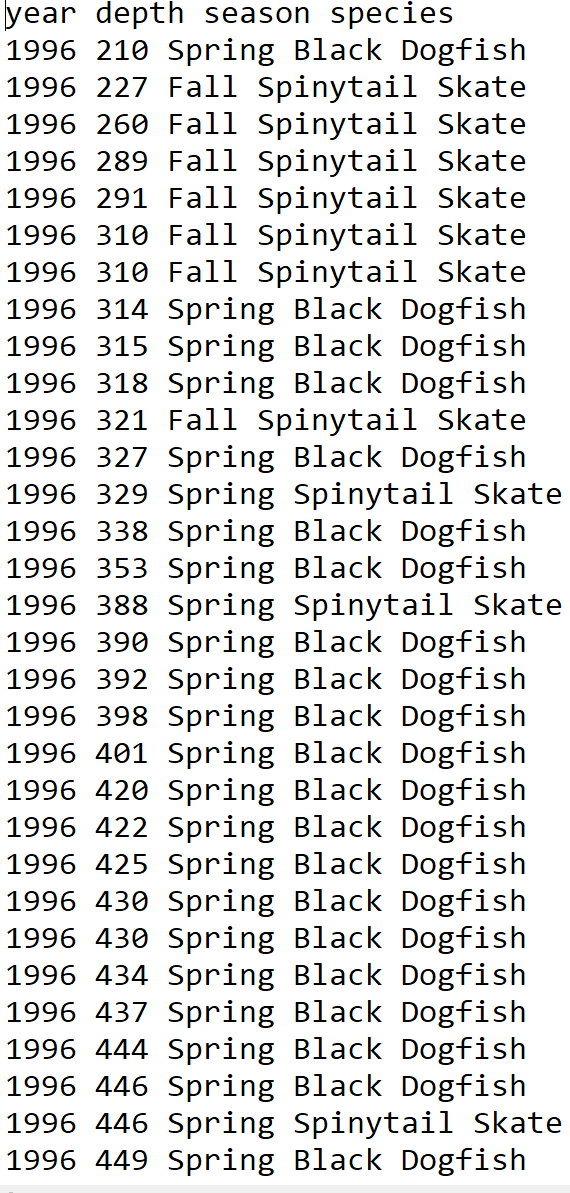 year depth season species
1996 210 Spring Black Dogfish
1996 227 Fall Spinytail Skate
1996 260 Fall Spinytail Skate
1996 289 Fall Spinytail Skate
1996 291 Fall Spinytail Skate
1996 310 Fall Spinytail Skate
1996 310 Fall Spinytail Skate
1996 314 Spring Black Dogfish
1996 315 Spring Black Dogfish
1996 318 Spring Black Dogfish
1996 321 Fall Spinytail Skate
1996 327 Spring Black Dogfish
1996 329 Spring Spinytail Skate
1996 338 Spring Black Dogfish
1996 353 Spring Black Dogfish
1996 388 Spring Spinytail Skate
1996 390 Spring Black Dogfish
1996 392 Spring Black Dogfish
1996 398 Spring Black Dogfish
1996 401 Spring Black Dogfish
1996 420 Spring Black Dogfish
1996 422 Spring Black Dogfish
1996 425 Spring Black Dogfish
1996 430 Spring Black Dogfish
1996 430 Spring Black Dogfish
1996 434 Spring Black Dogfish
1996 437 Spring Black Dogfish
1996 444 Spring Black Dogfish
1996 446 Spring Black Dogfish
1996 446 Spring Spinytail Skate
1996 449 Spring Black Dogfish